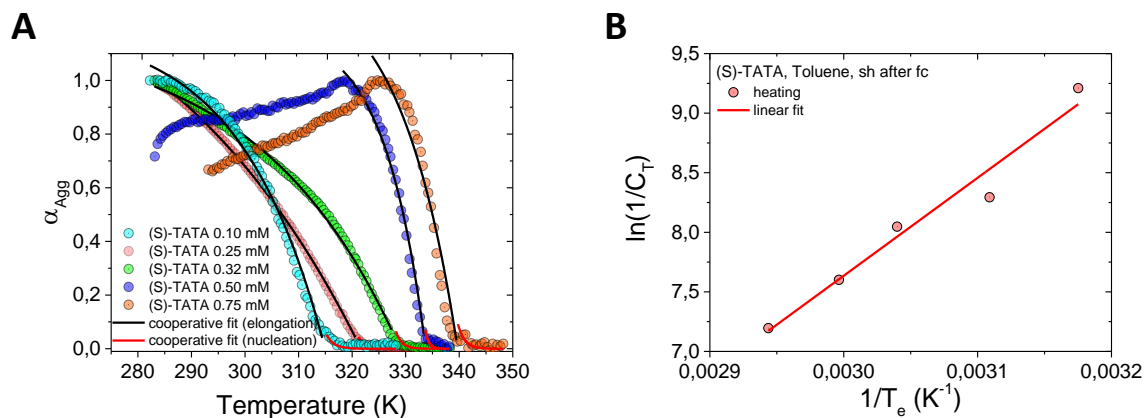 A
1,0
0,8
0,6
0,4
0,2
0,0
α_Agg
(S)-TATA 0.10 mM
(S)-TATA 0.25 mM
(S)-TATA 0.32 mM
(S)-TATA 0.50 mM
(S)-TATA 0.75 mM
cooperative fit (elongation)
cooperative fit (nucleation)
280 290 300 310 320 330 340 350
Temperature (K)
B
9,5
9,0
8,5
8,0
7,5
7,0
ln(1/C_T)
(S)-TATA, Toluene, sh after fc
heating
linear fit
0,0029 0,0030 0,0031 0,0032
1/T_e (K⁻¹)